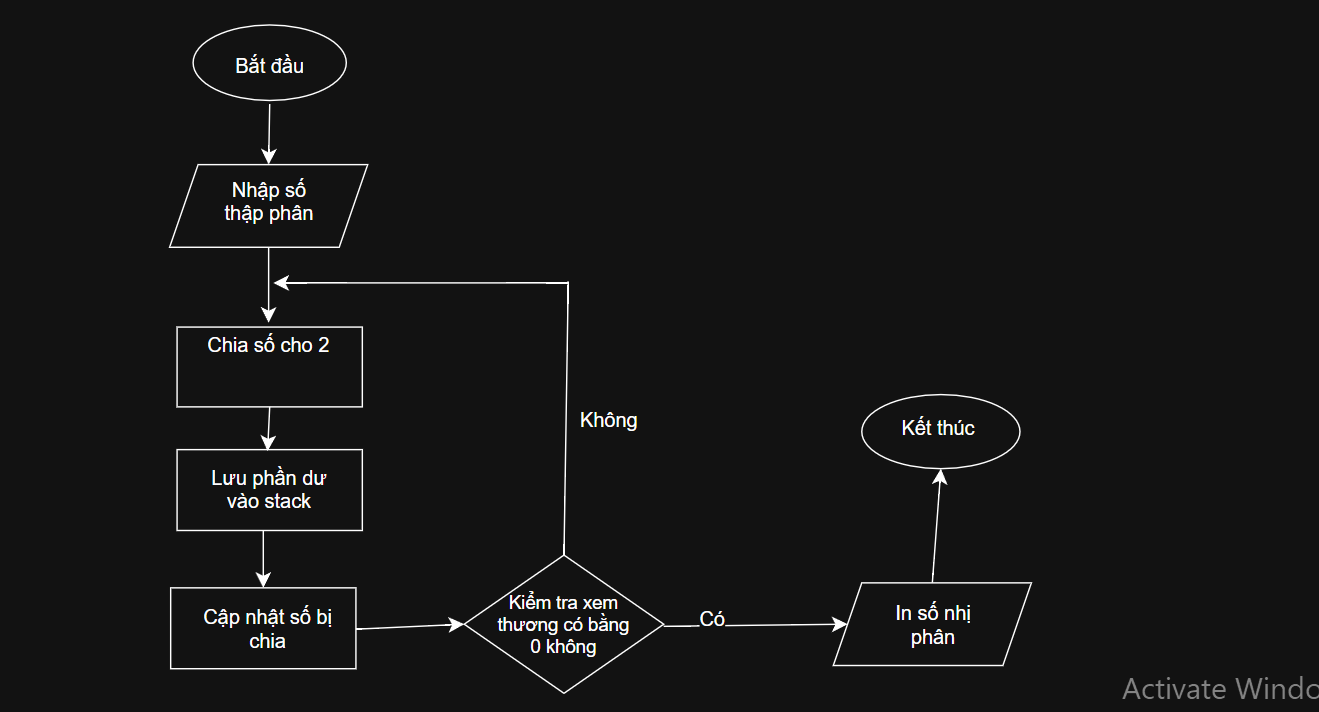 Bắt đầu
Nhập số
thập phân
Chia số cho 2
Lưu phần dư
vào stack
Cập nhật số bị
chia
Kiểm tra xem
thương có bằng
0 không
Không
Có
In số nhị
phân
Kết thúc
Activate Windo